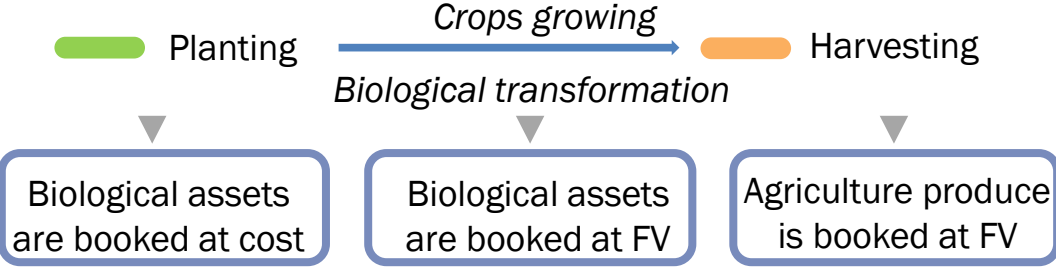 Crops growing
Planting
Harvesting
Biological transformation
Biological assets
are booked at cost
Biological assets
are booked at FV
Agriculture produce
is booked at FV